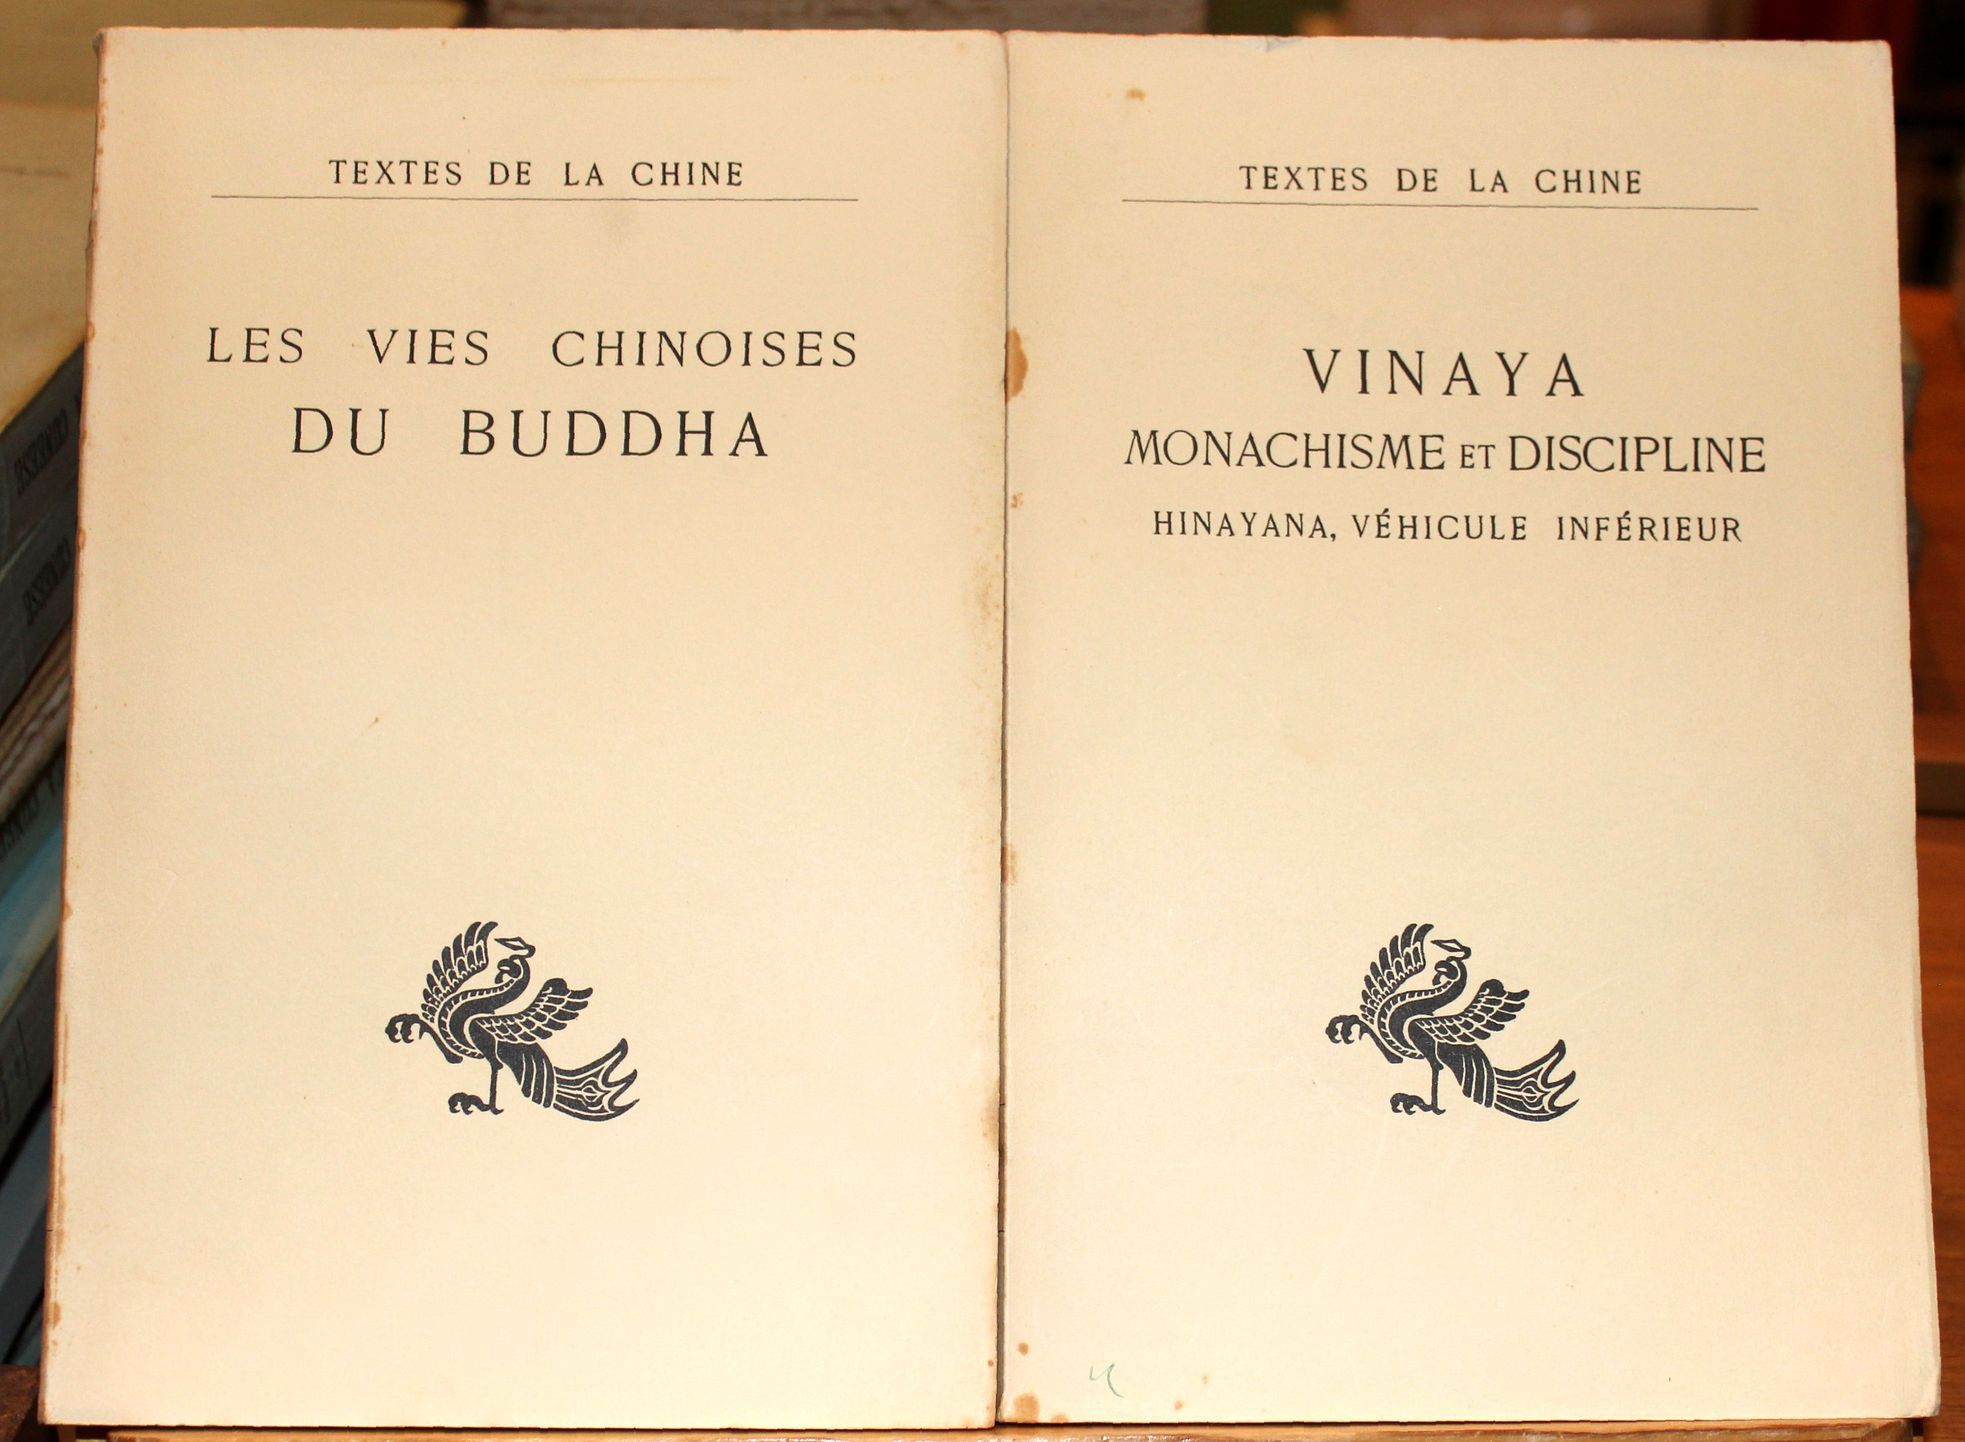 TEXTES DE LA CHINE
LES VIES CHINOISES
DU BUDDHA
TEXTES DE LA CHINE
VINAYA
MONACHISME ET DISCIPLINE
HINAYANA, VÉHICULE INFÉRIEUR